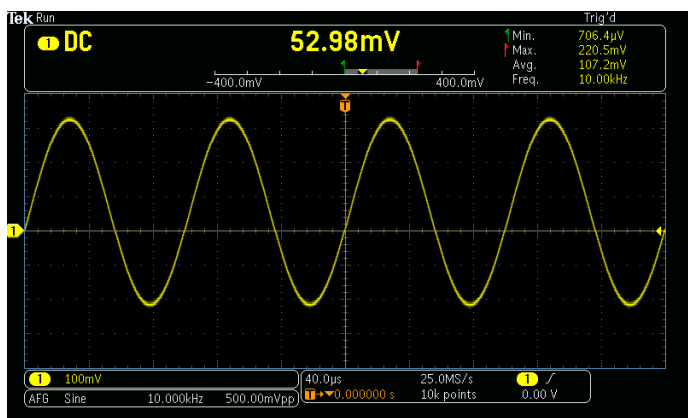 Tek Run Trig'd
1 DC 52.98mV
Min. 706.4µV
Max. 220.5mV
Avg. 107.2mV
Freq. 10.00kHz
-400.0mV 400.0mV
T
1
1 100mV
AFG Sine 10.000kHz 500.00mVpp
40.0µs 25.0MS/s 1
T→▼0.000000 s 10k points 0.00 V